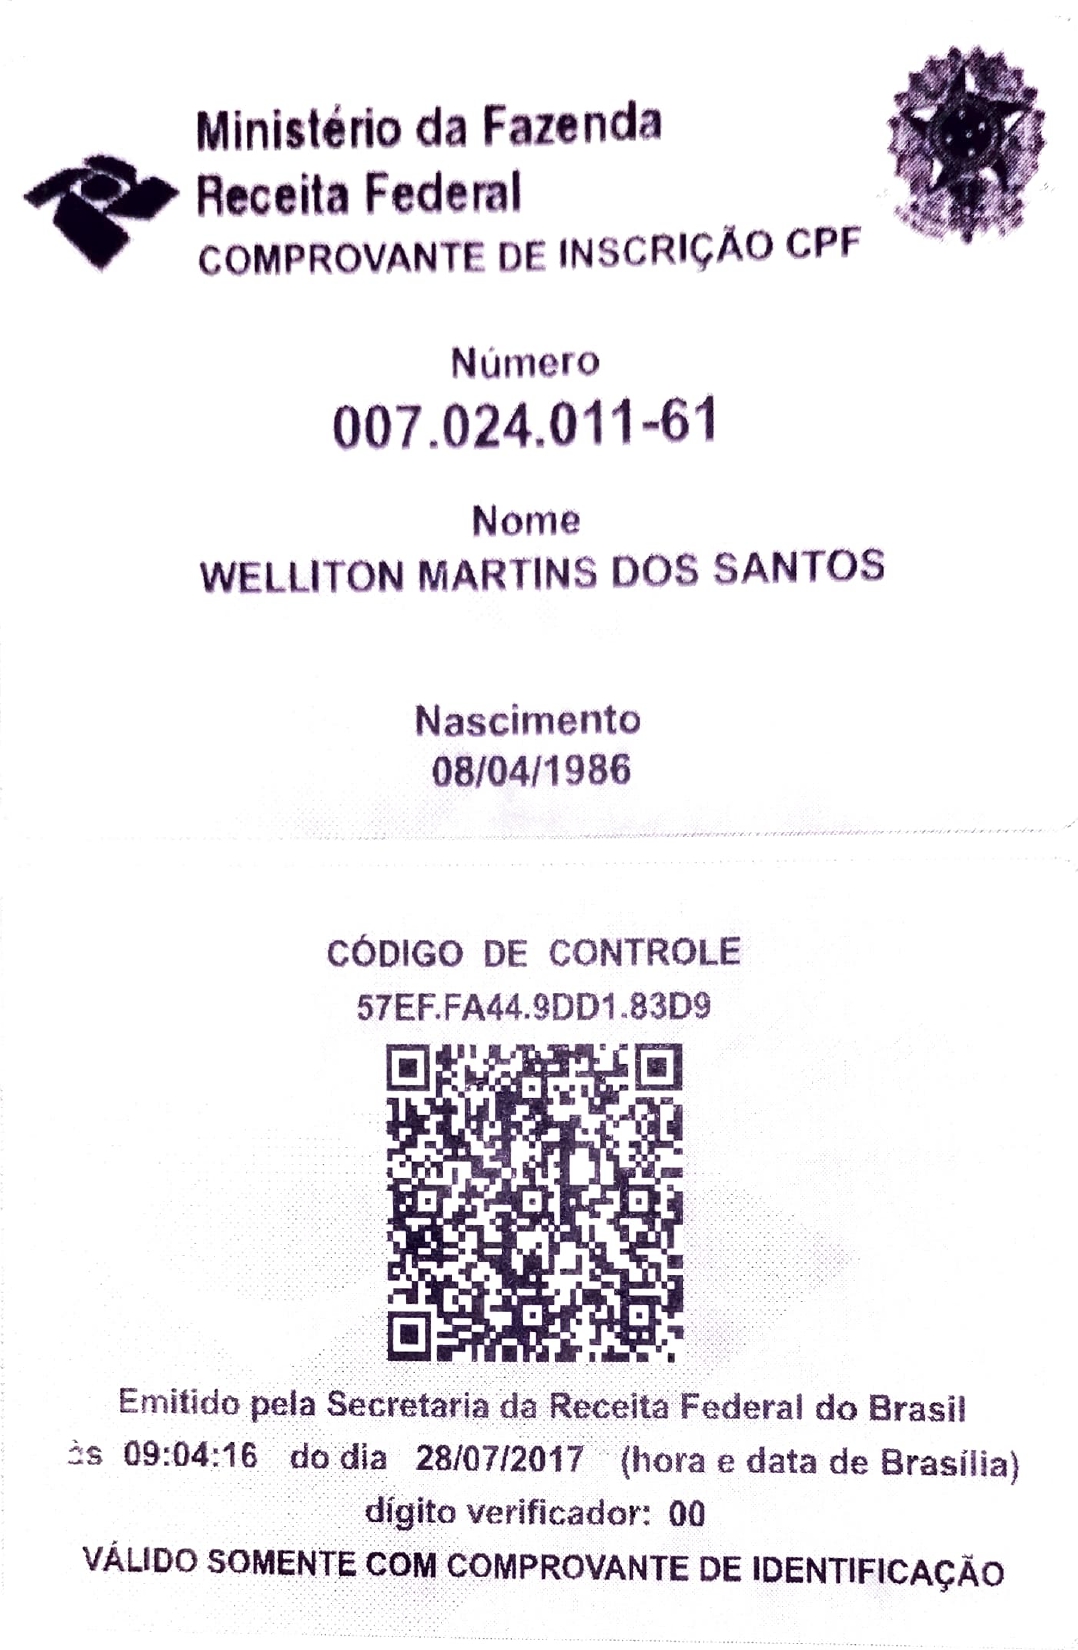 Ministério da Fazenda
Receita Federal
COMPROVANTE DE INSCRIÇÃO CPF
Número
007.024.011-61
Nome
WELLITON MARTINS DOS SANTOS
Nascimento
08/04/1986
CÓDIGO DE CONTROLE
57EF.FA44.9DD1.83D9
Emitido pela Secretaria da Receita Federal do Brasil
às 09:04:16 do dia 28/07/2017 (hora e data de Brasília)
dígito verificador: 00
VÁLIDO SOMENTE COM COMPROVANTE DE IDENTIFICAÇÃO